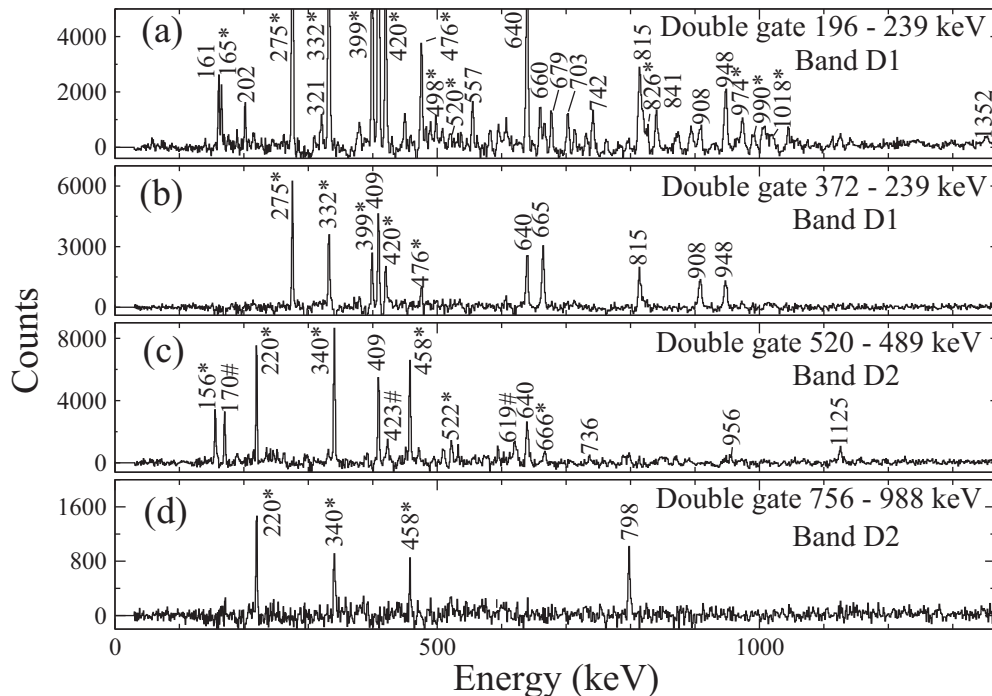 (a) Double gate 196 - 239 keV
Band D1
161 165* 202 275* 321 332* 399* 420* 476* 498* 520* 557 640 660 679 703 742 815 826* 841 908 948 974* 990* 1018* 1352
4000
2000
0
(b) Double gate 372 - 239 keV
Band D1
275* 332* 399* 409 420* 476* 640 665 815 908 948
6000
3000
0
(c) Double gate 520 - 489 keV
Band D2
156* 170# 220* 340* 409 423# 458* 522* 619# 640 666* 736 956 1125
8000
4000
0
(d) Double gate 756 - 988 keV
Band D2
220* 340* 458* 798
1600
800
0
Counts
0 500 1000
Energy (keV)